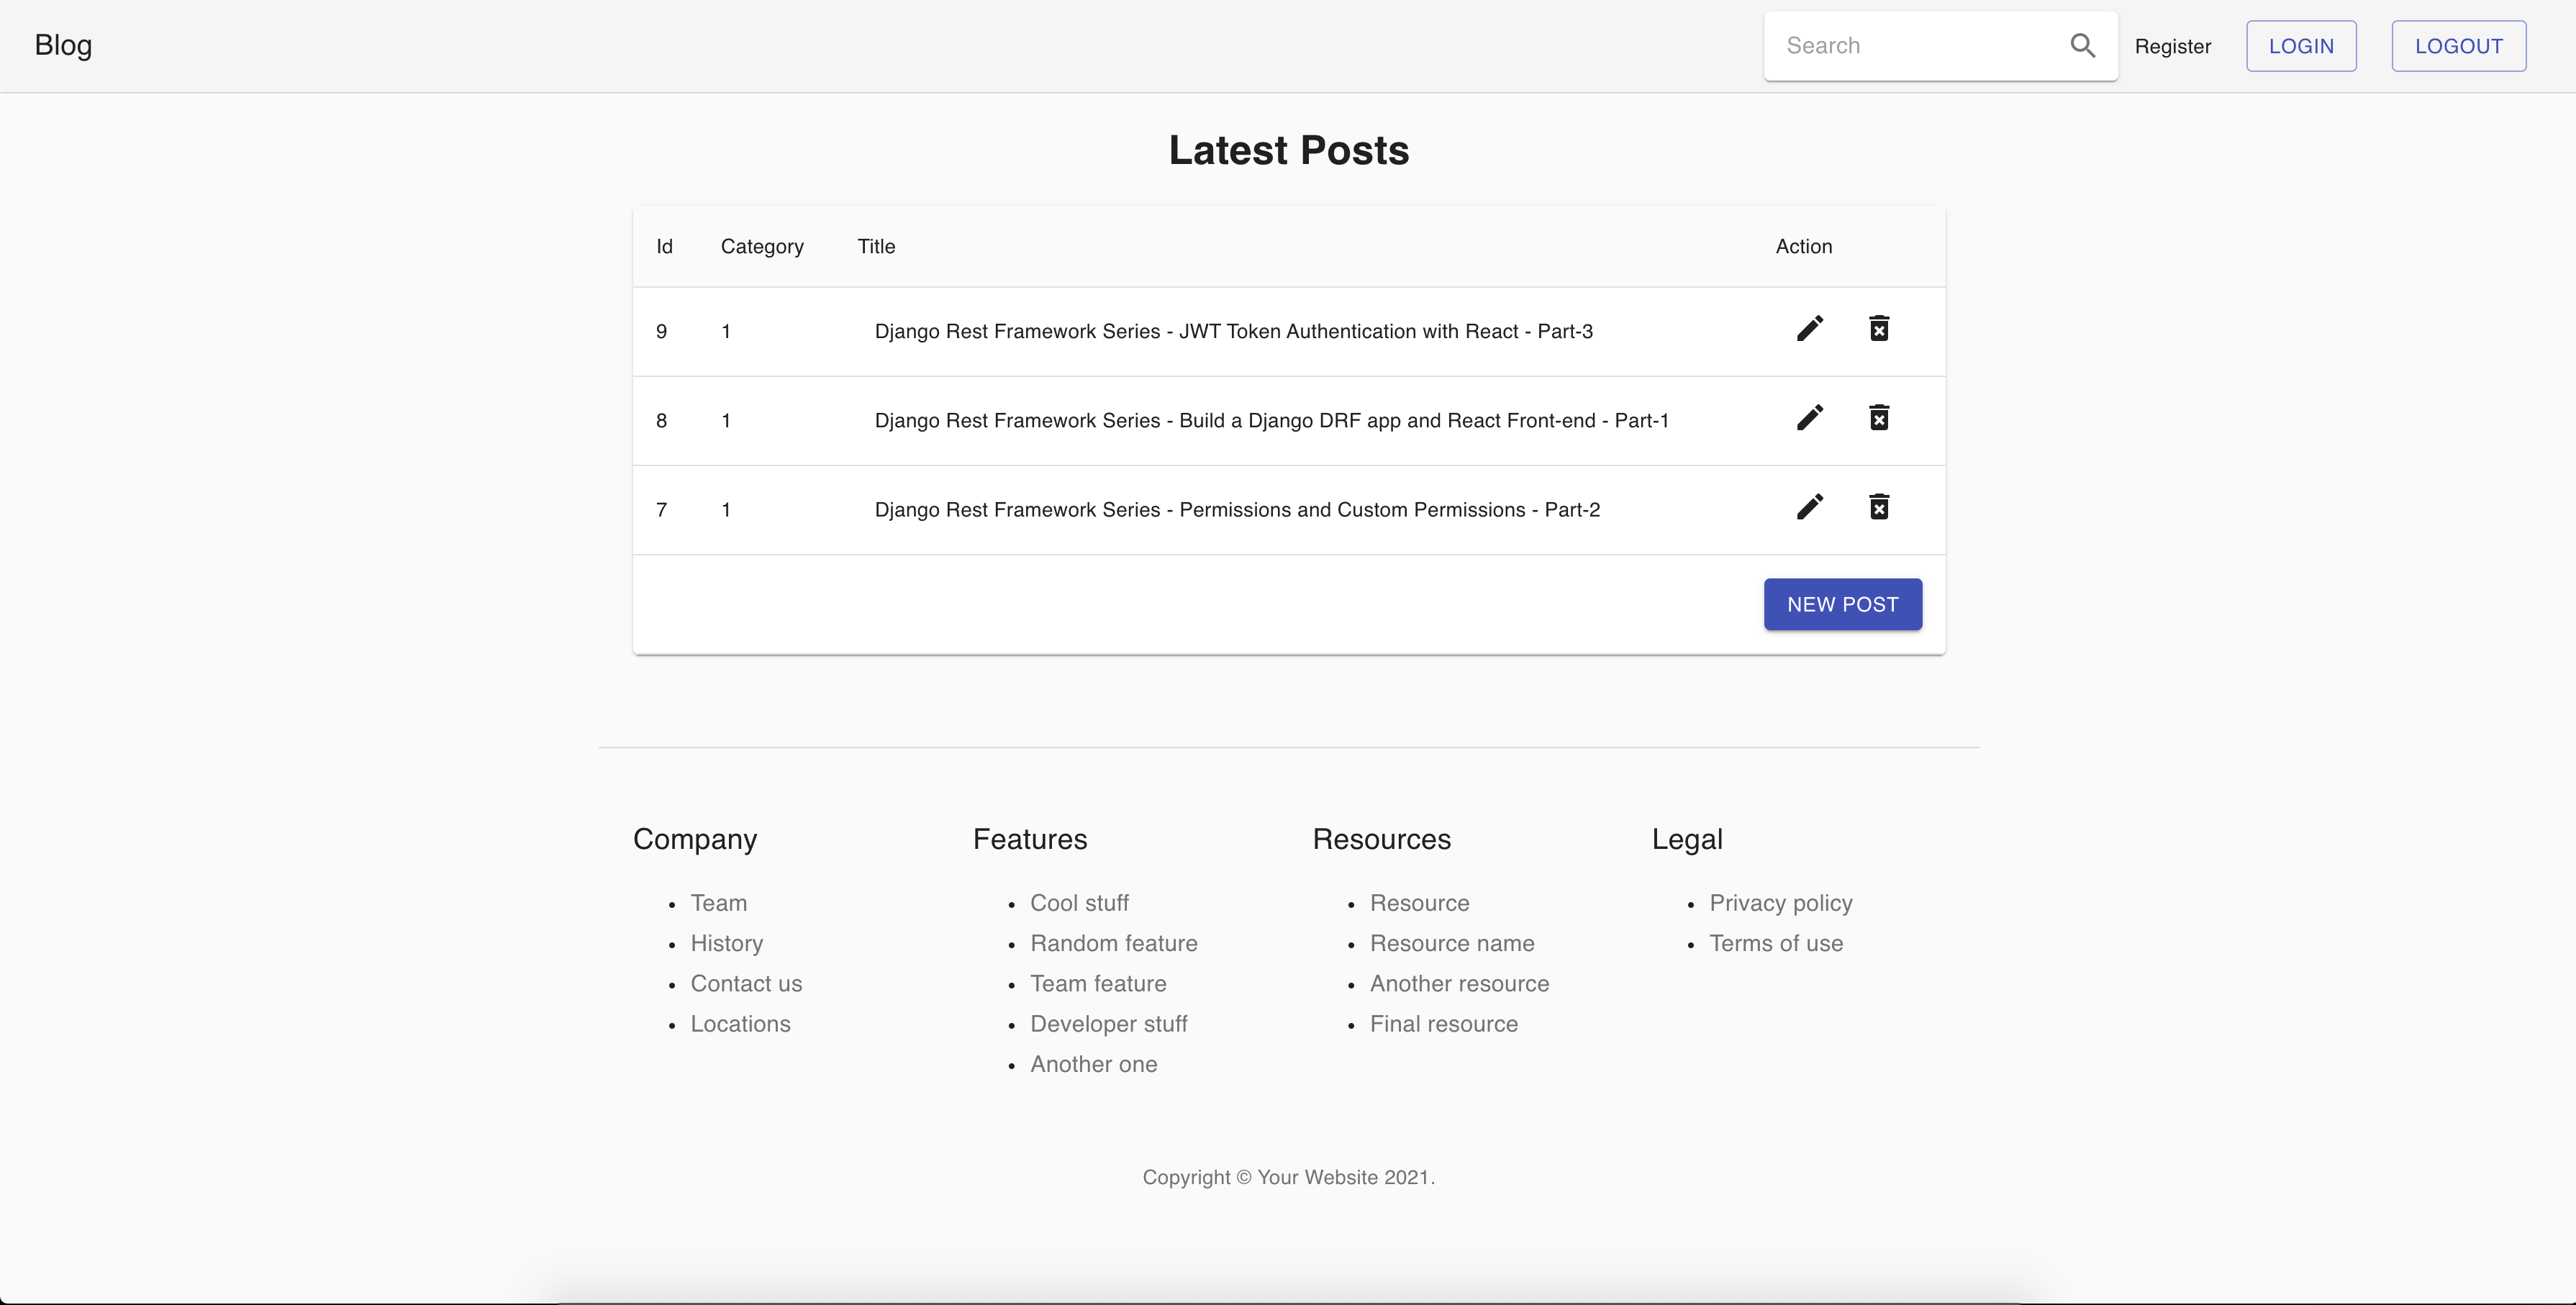 Blog
Search
Register
LOGIN
LOGOUT
Latest Posts
Id Category Title Action
9 1 Django Rest Framework Series - JWT Token Authentication with React - Part-3
8 1 Django Rest Framework Series - Build a Django DRF app and React Front-end - Part-1
7 1 Django Rest Framework Series - Permissions and Custom Permissions - Part-2
NEW POST
Company
Team
History
Contact us
Locations
Features
Cool stuff
Random feature
Team feature
Developer stuff
Another one
Resources
Resource
Resource name
Another resource
Final resource
Legal
Privacy policy
Terms of use
Copyright © Your Website 2021.